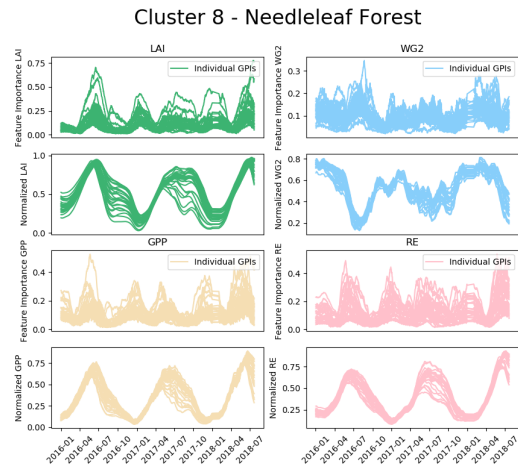 Cluster 8 - Needleleaf Forest
LAI
Feature Importance LAI
0.75
0.50
0.25
0.00
Individual GPIs
Normalized LAI
1.0
0.5
0.0
WG2
Feature Importance WG2
0.3
0.2
0.1
Individual GPIs
Normalized WG2
0.8
0.6
0.4
0.2
GPP
Feature Importance GPP
0.4
0.2
0.0
Individual GPIs
Normalized GPP
0.75
0.50
0.25
0.00
2016-01
2016-04
2016-07
2016-10
2017-01
2017-04
2017-07
2017-10
2018-01
2018-04
2018-07
RE
Feature Importance RE
0.4
0.2
0.0
Individual GPIs
Normalized RE
0.75
0.50
0.25
2016-01
2016-04
2016-07
2016-10
2017-01
2017-04
2017-07
2017-10
2018-01
2018-04
2018-07